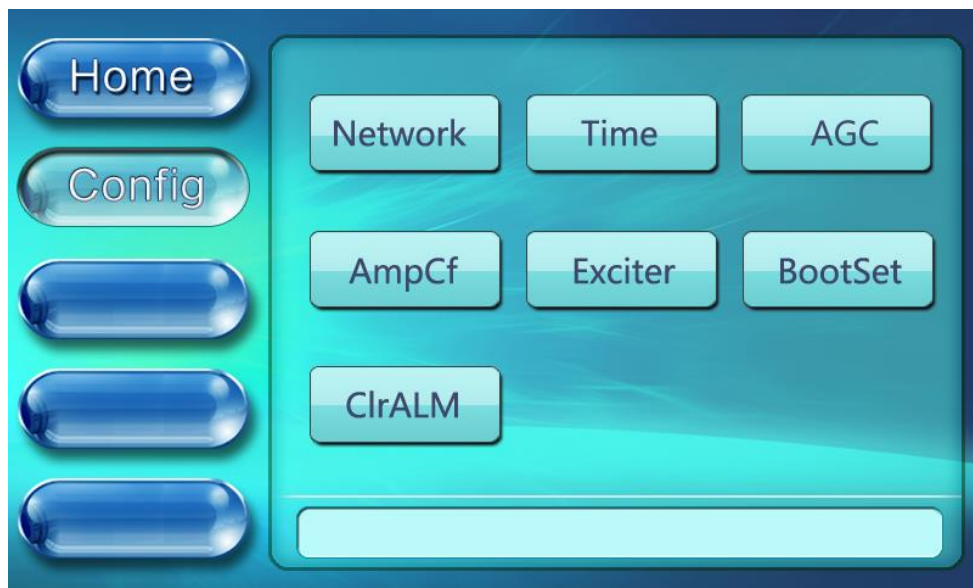 Home
Config
Network
Time
AGC
AmpCf
Exciter
BootSet
ClrALM